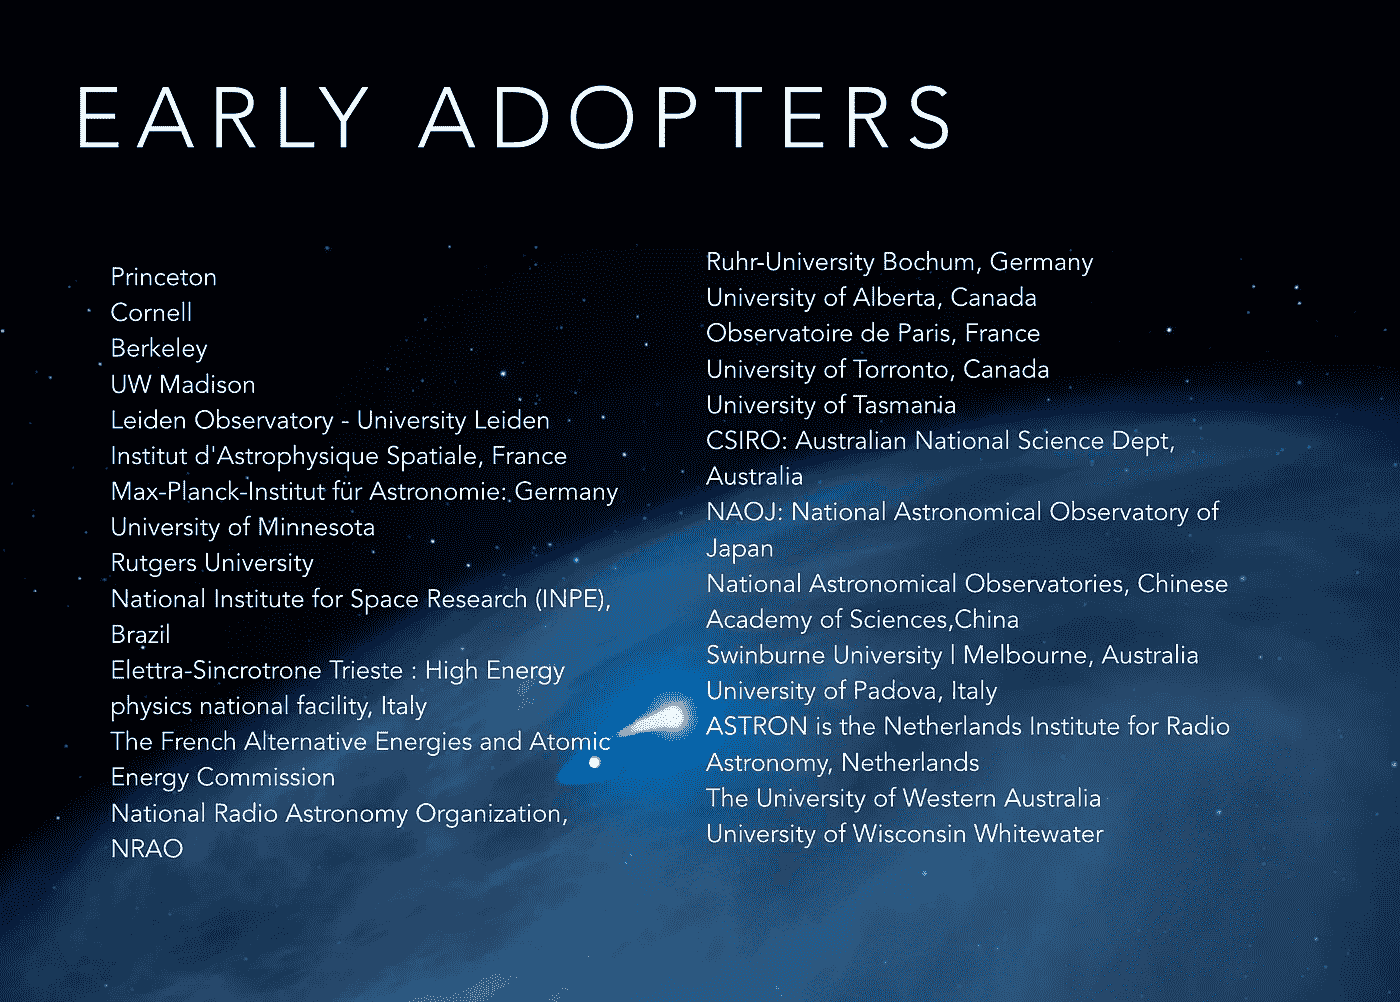 EARLY ADOPTERS
Princeton
Cornell
Berkeley
UW Madison
Leiden Observatory - University Leiden
Institut d'Astrophysique Spatiale, France
Max-Planck-Institut für Astronomie: Germany
University of Minnesota
Rutgers University
National Institute for Space Research (INPE),
Brazil
Elettra-Sincrotrone Trieste : High Energy
physics national facility, Italy
The French Alternative Energies and Atomic
Energy Commission
National Radio Astronomy Organization,
NRAO
Ruhr-University Bochum, Germany
University of Alberta, Canada
Observatoire de Paris, France
University of Torronto, Canada
University of Tasmania
CSIRO: Australian National Science Dept,
Australia
NAOJ: National Astronomical Observatory of
Japan
National Astronomical Observatories, Chinese
Academy of Sciences,China
Swinburne University | Melbourne, Australia
University of Padova, Italy
ASTRON is the Netherlands Institute for Radio
Astronomy, Netherlands
The University of Western Australia
University of Wisconsin Whitewater